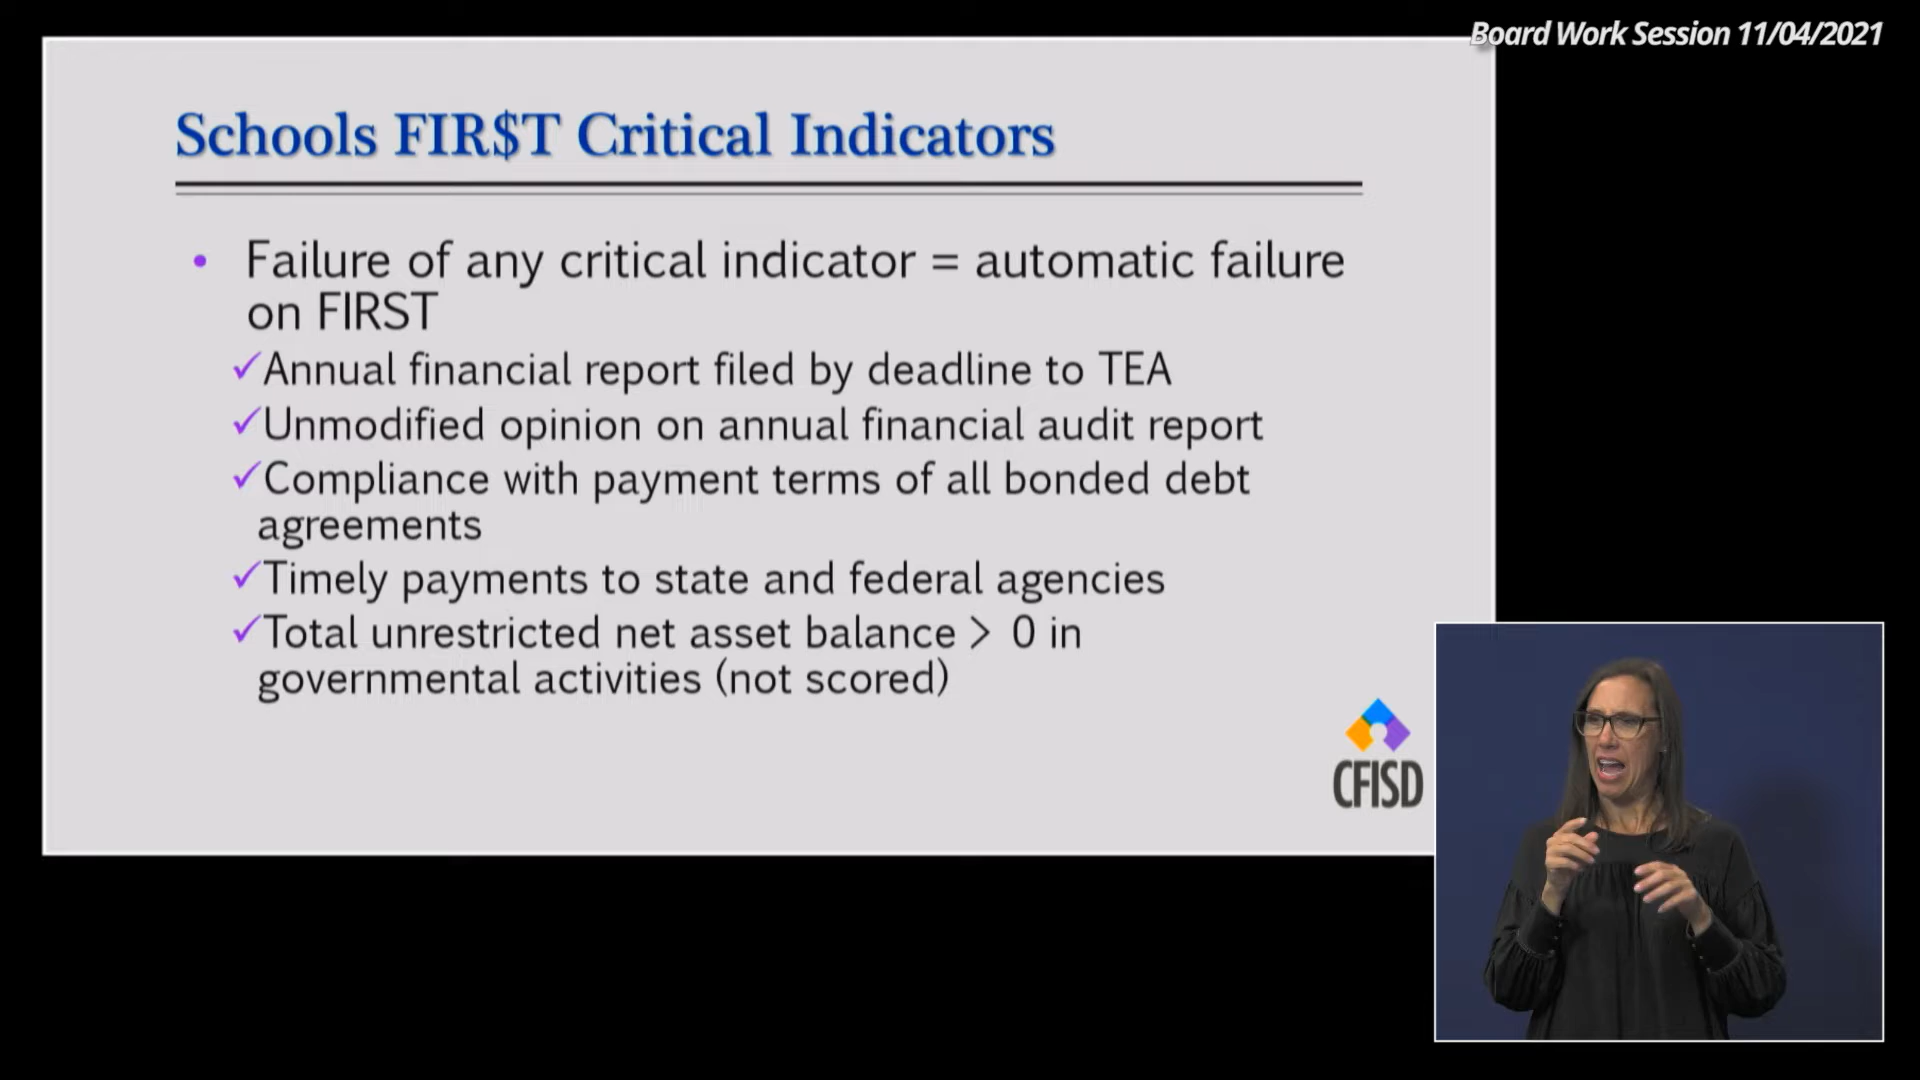 Board Work Session 11/04/2021
Schools FIR$T Critical Indicators
• Failure of any critical indicator = automatic failure
on FIRST
✓Annual financial report filed by deadline to TEA
✓Unmodified opinion on annual financial audit report
✓Compliance with payment terms of all bonded debt
agreements
✓Timely payments to state and federal agencies
✓Total unrestricted net asset balance > 0 in
governmental activities (not scored)
CFISD